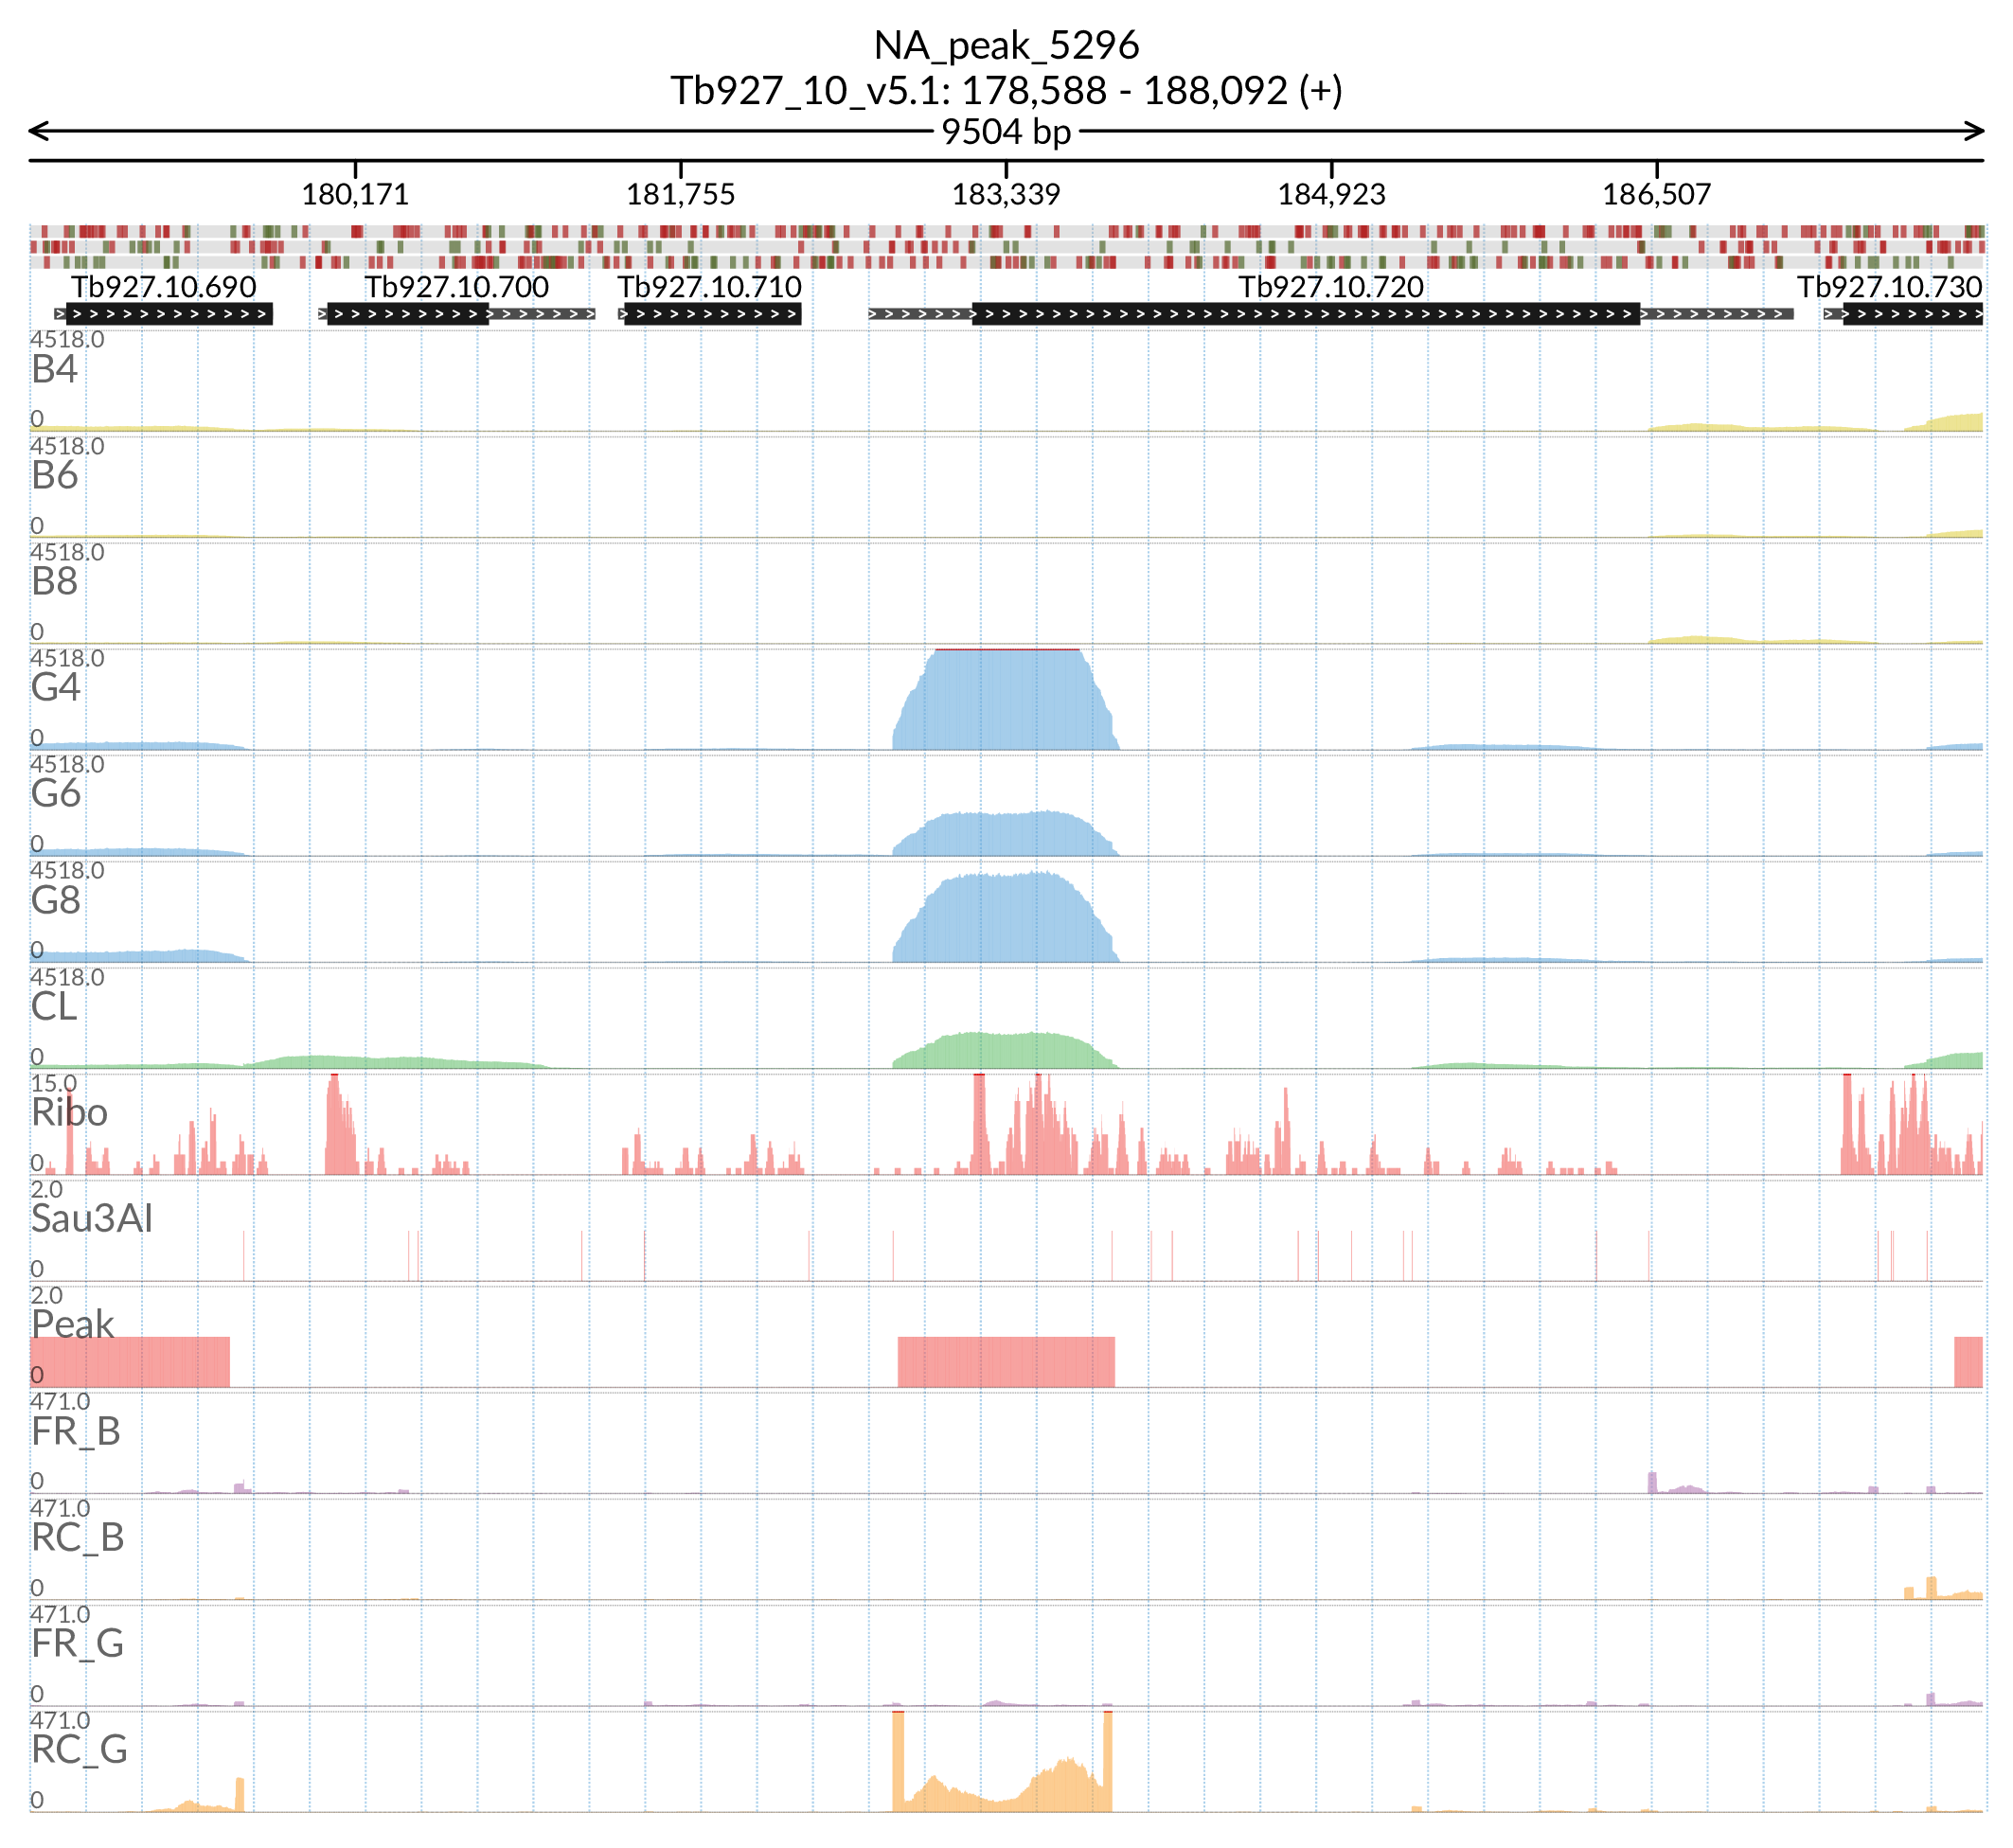 NA_peak_5296
Tb927_10_v5.1: 178,588 - 188,092 (+)
9504 bp
180,171 181,755 183,339 184,923 186,507
Tb927.10.690 Tb927.10.700 Tb927.10.710 Tb927.10.720 Tb927.10.730
4518.0
B4
0
4518.0
B6
0
4518.0
B8
0
4518.0
G4
0
4518.0
G6
0
4518.0
G8
0
4518.0
CL
0
15.0
Ribo
0
2.0
Sau3AI
0
2.0
Peak
0
471.0
FR_B
0
471.0
RC_B
0
471.0
FR_G
0
471.0
RC_G
0